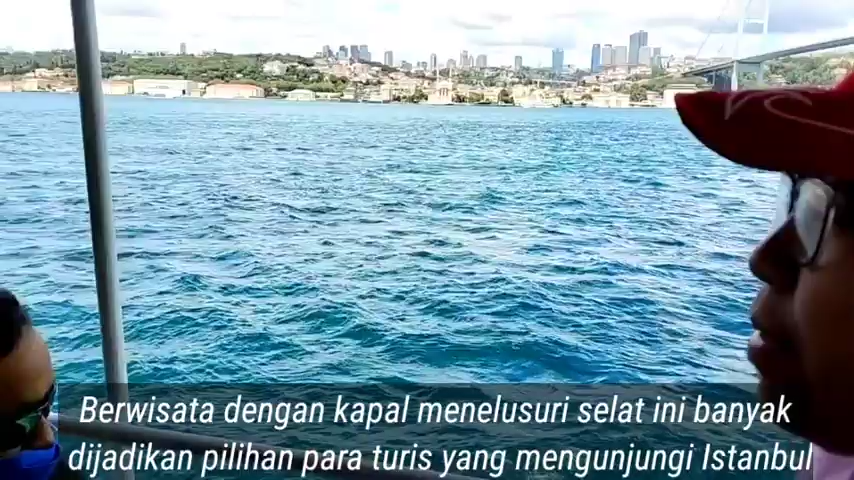 Berwisata dengan kapal menelusuri selat ini banyak
dijadikan pilihan para turis yang mengunjungi Istanbul